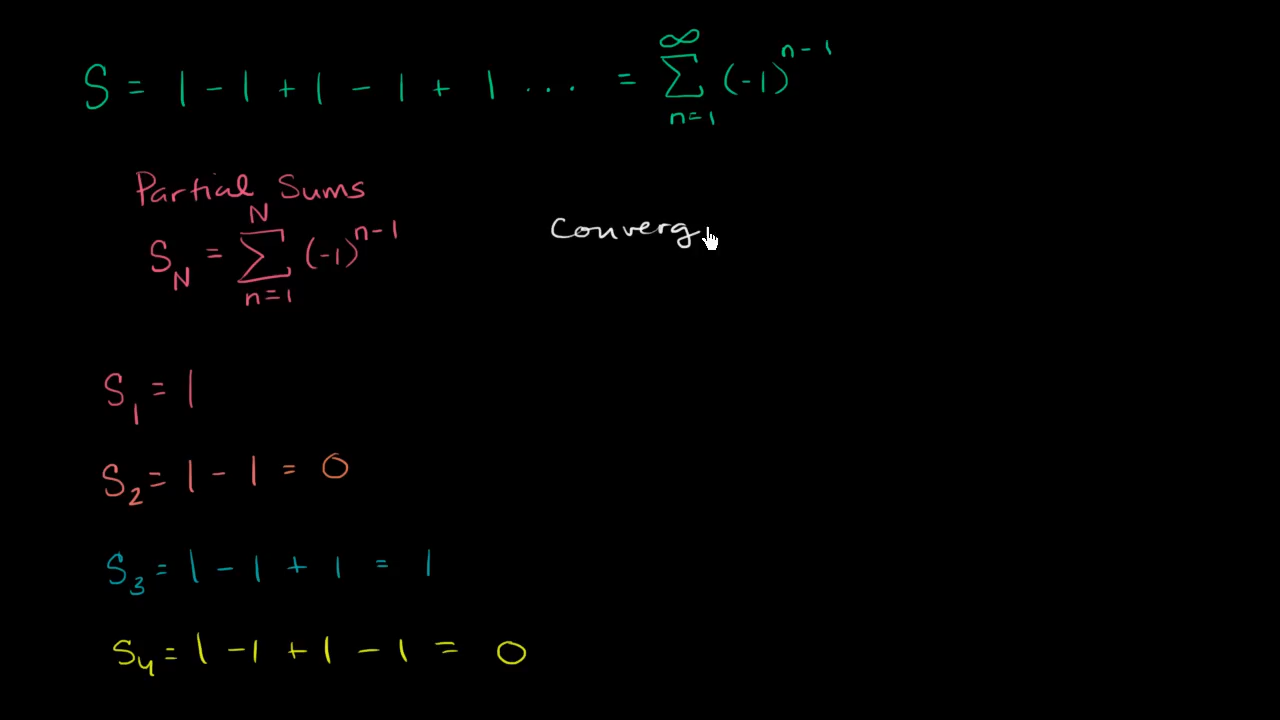 S = 1 - 1 + 1 - 1 + 1 ... = ∞ ∑ n=1 (-1)^{n-1}
Partial Sums
S_N = N ∑ n=1 (-1)^{n-1}
Converg
S_1 = 1
S_2 = 1 - 1 = 0
S_3 = 1 - 1 + 1 = 1
S_4 = 1 - 1 + 1 - 1 = 0